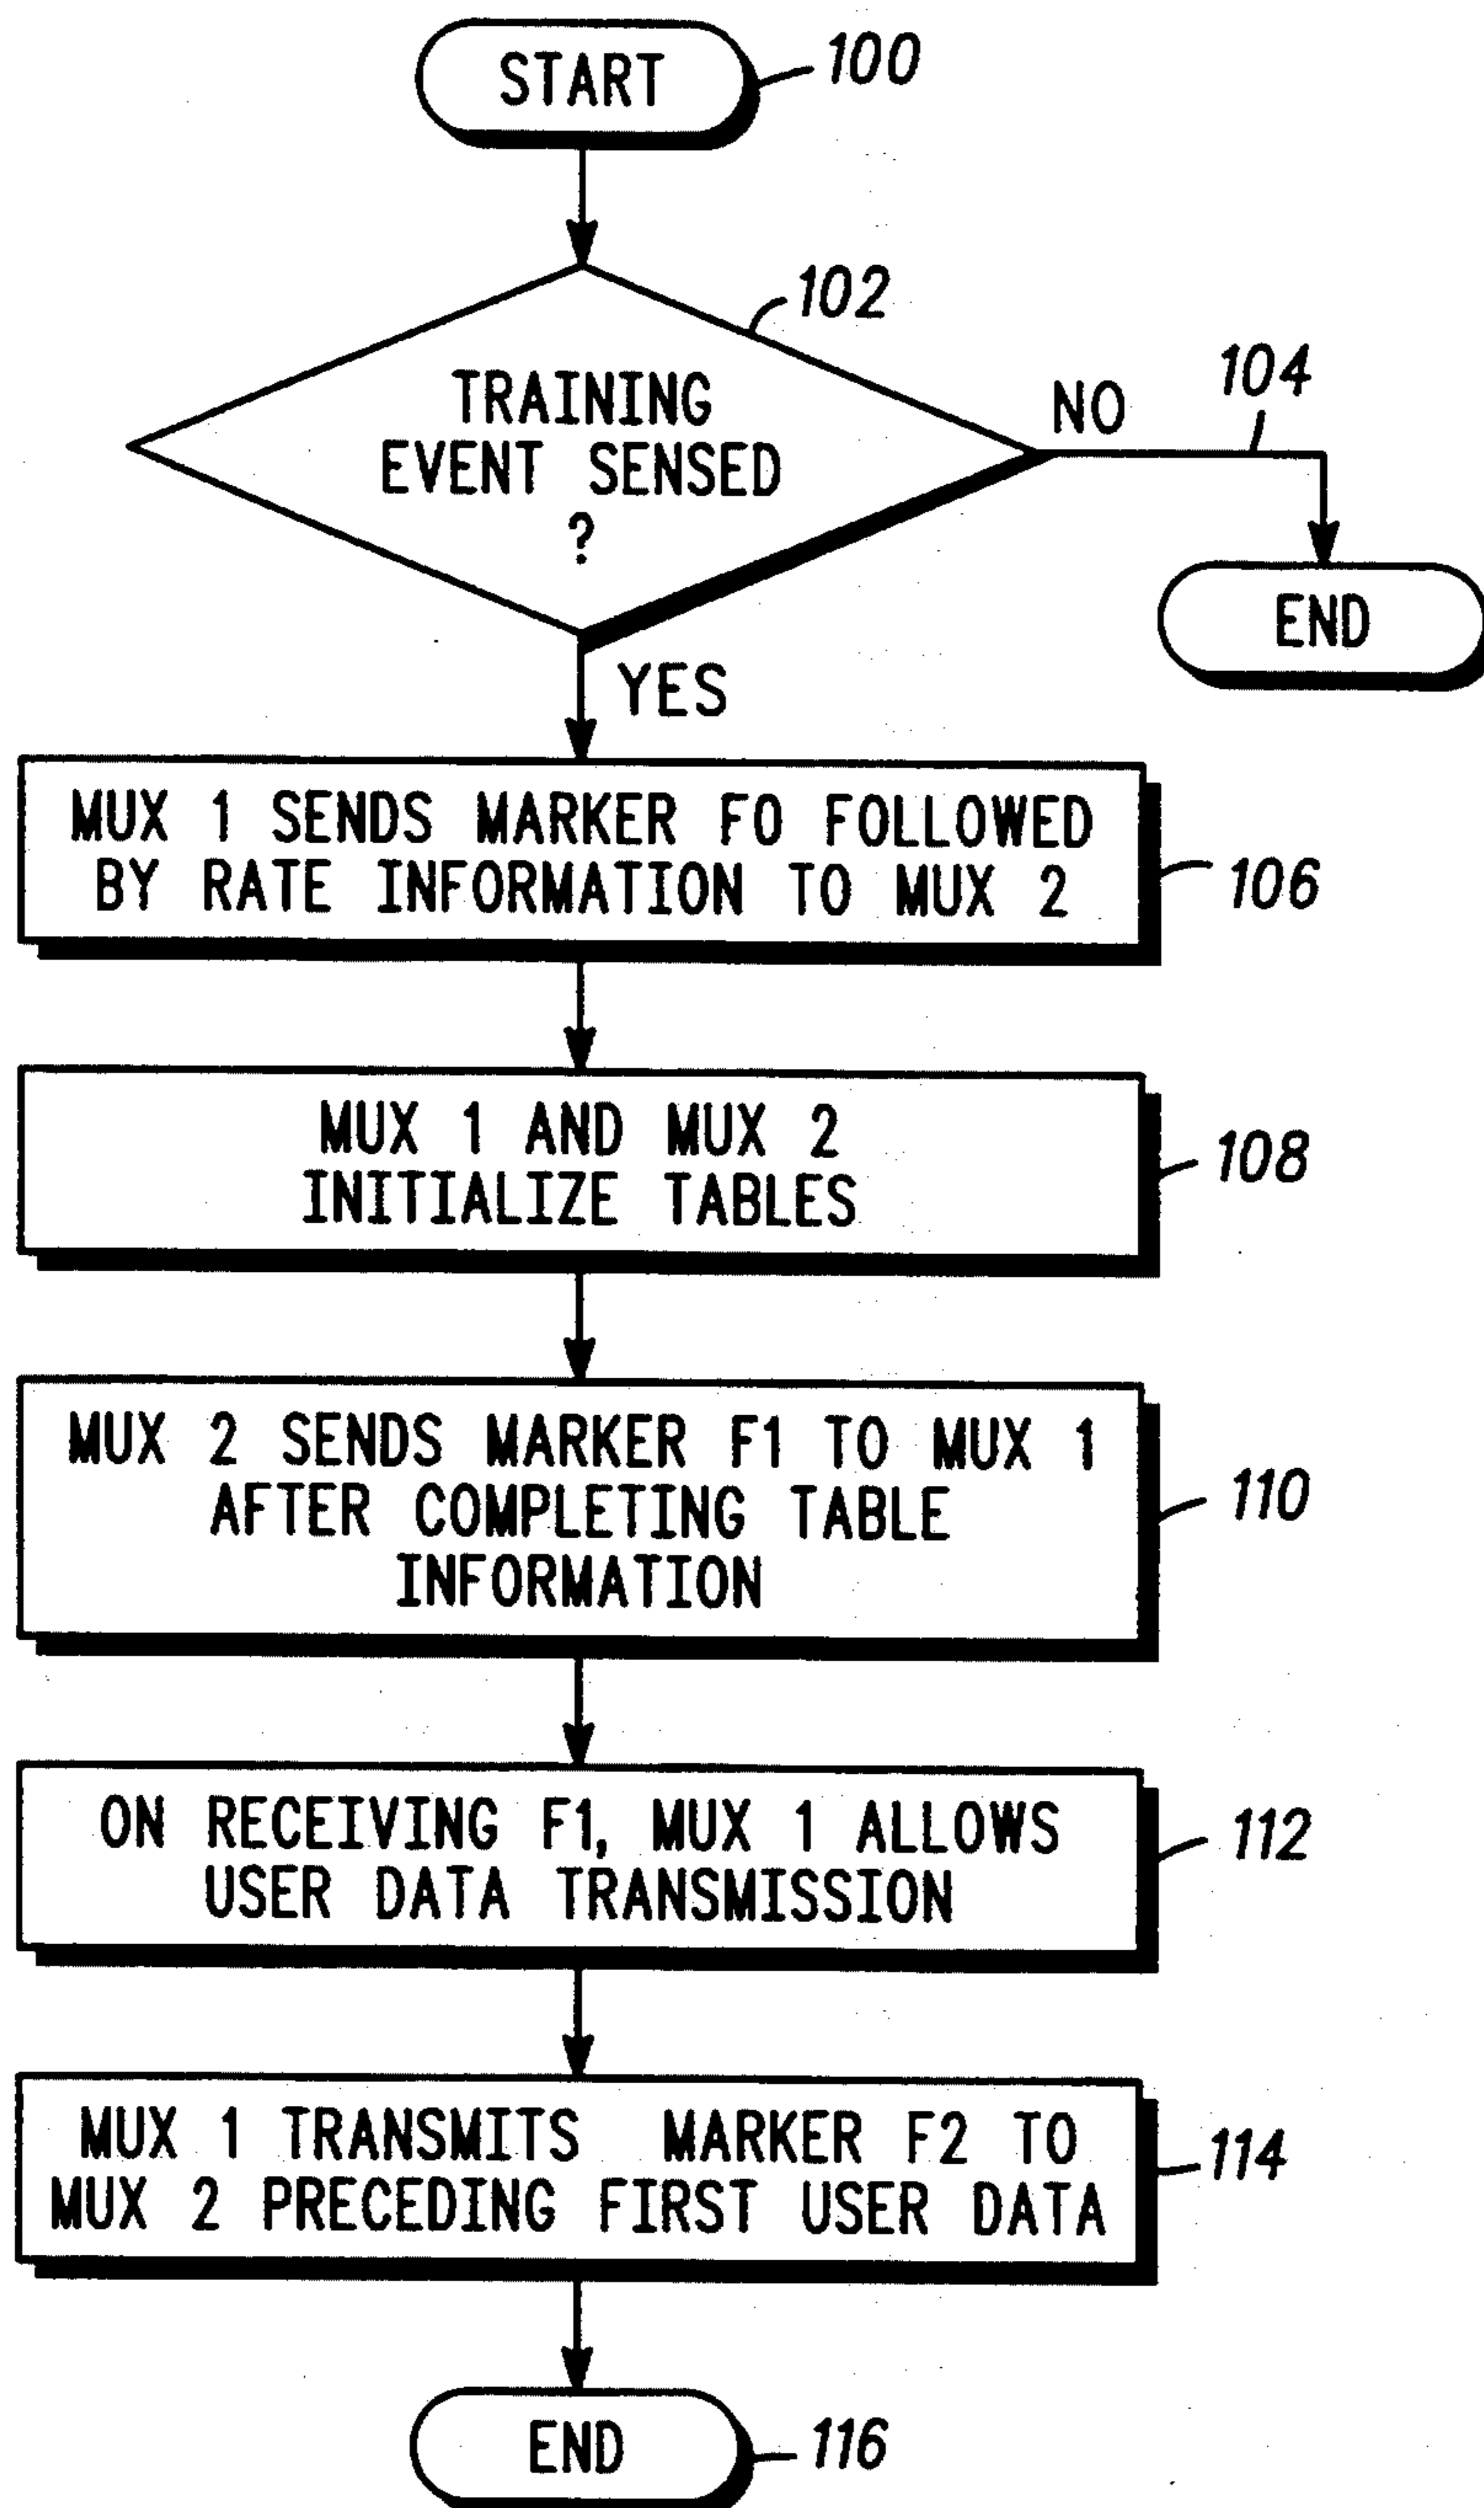 START
100
102
TRAINING
EVENT SENSED
?
NO
104
END
YES
MUX 1 SENDS MARKER F0 FOLLOWED
BY RATE INFORMATION TO MUX 2
106
MUX 1 AND MUX 2
INITIALIZE TABLES
108
MUX 2 SENDS MARKER F1 TO MUX 1
AFTER COMPLETING TABLE
INFORMATION
110
ON RECEIVING F1, MUX 1 ALLOWS
USER DATA TRANSMISSION
112
MUX 1 TRANSMITS MARKER F2 TO
MUX 2 PRECEDING FIRST USER DATA
114
END
116